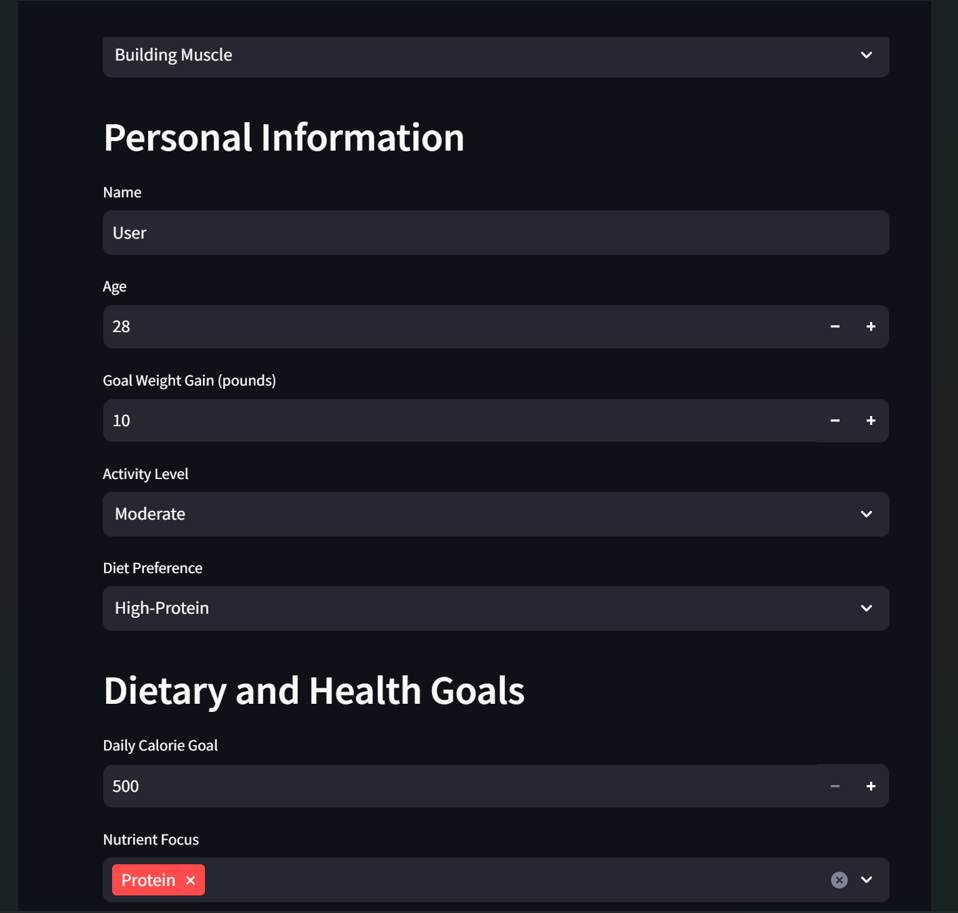 Building Muscle
Personal Information
Name
User
Age
28
Goal Weight Gain (pounds)
10
Activity Level
Moderate
Diet Preference
High-Protein
Dietary and Health Goals
Daily Calorie Goal
500
Nutrient Focus
Protein